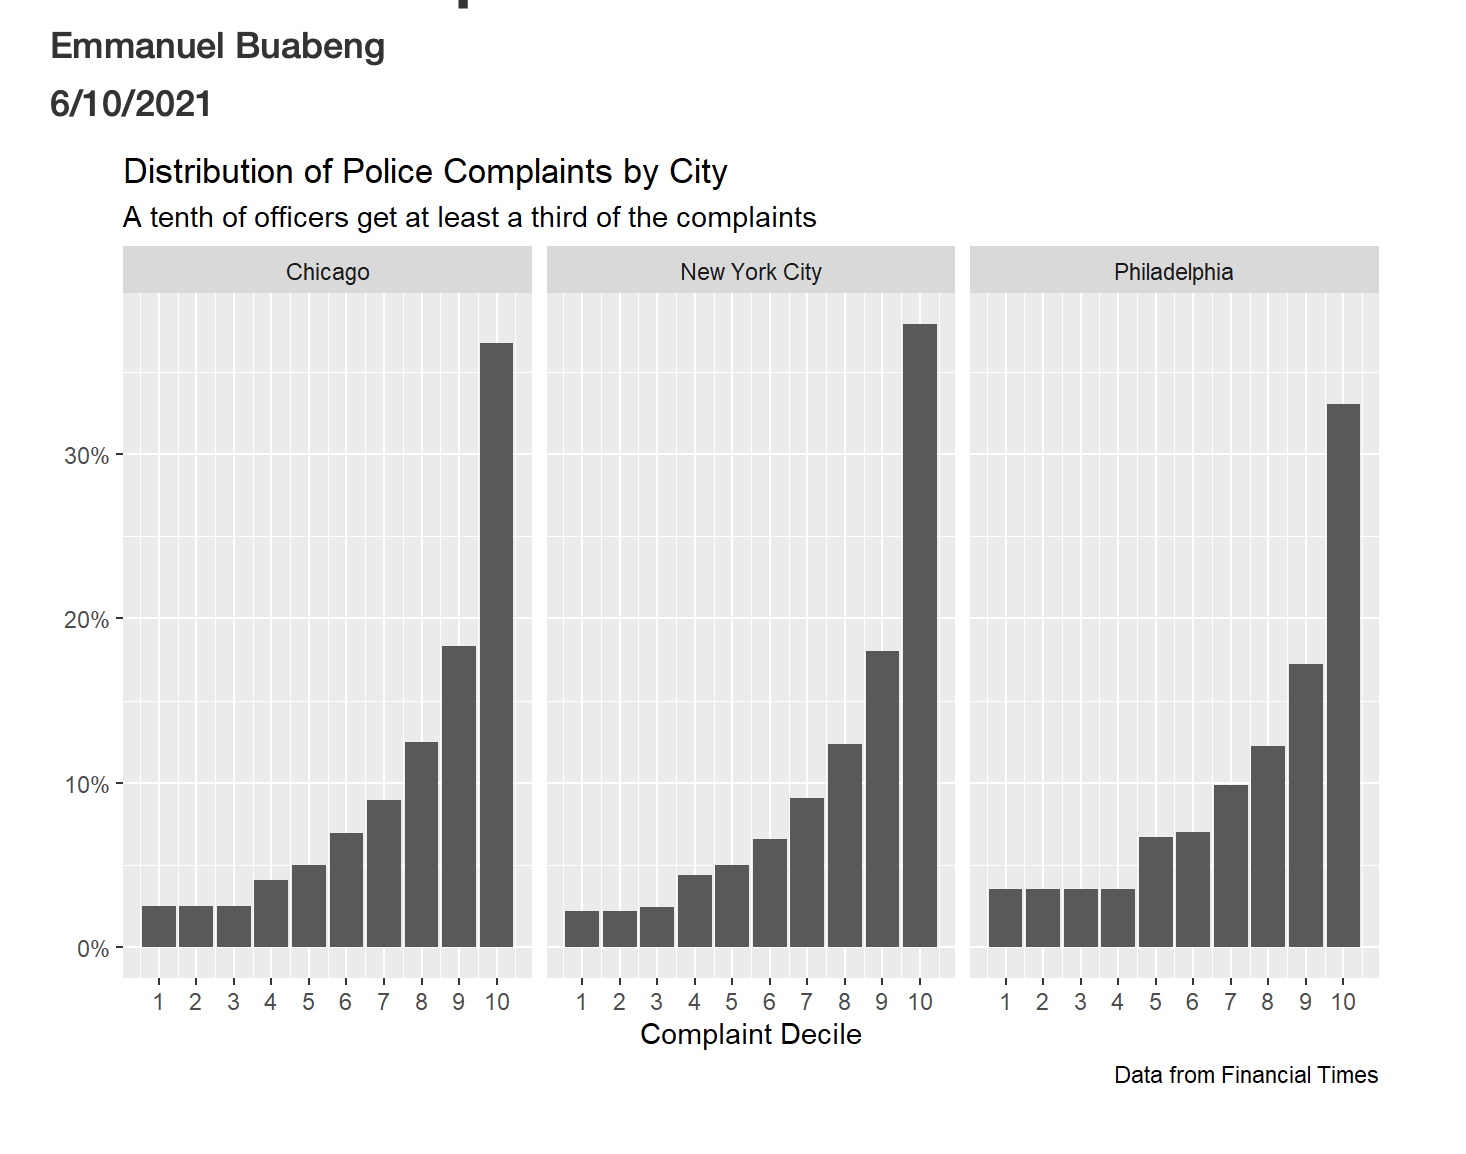 Emmanuel Buabeng
6/10/2021
Distribution of Police Complaints by City
A tenth of officers get at least a third of the complaints
Chicago New York City Philadelphia
30%
20%
10%
0%
1 2 3 4 5 6 7 8 9 10 1 2 3 4 5 6 7 8 9 10 1 2 3 4 5 6 7 8 9 10
Complaint Decile
Data from Financial Times